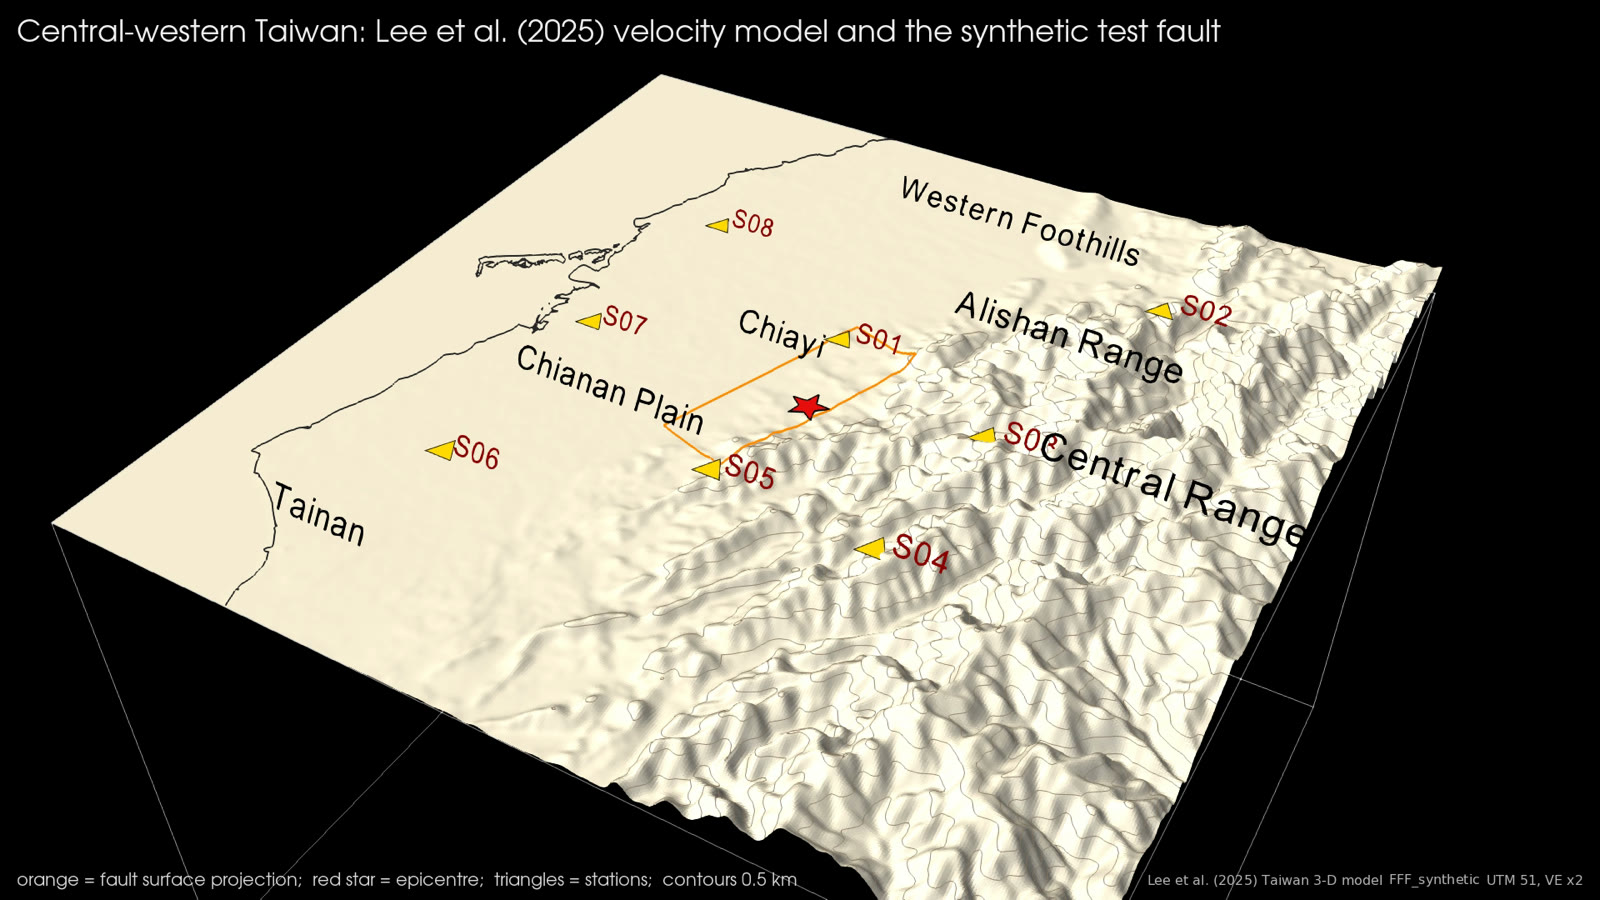 Central-western Taiwan: Lee et al. (2025) velocity model and the synthetic test fault
Western Foothills
S08
Alishan Range
S02
S07
Chiayi
S01
Chianan Plain
S03
Central Range
S06
S05
Tainan
S04
orange = fault surface projection; red star = epicentre; triangles = stations; contours 0.5 km
Lee et al. (2025) Taiwan 3-D model FFF_synthetic UTM 51, VE x2